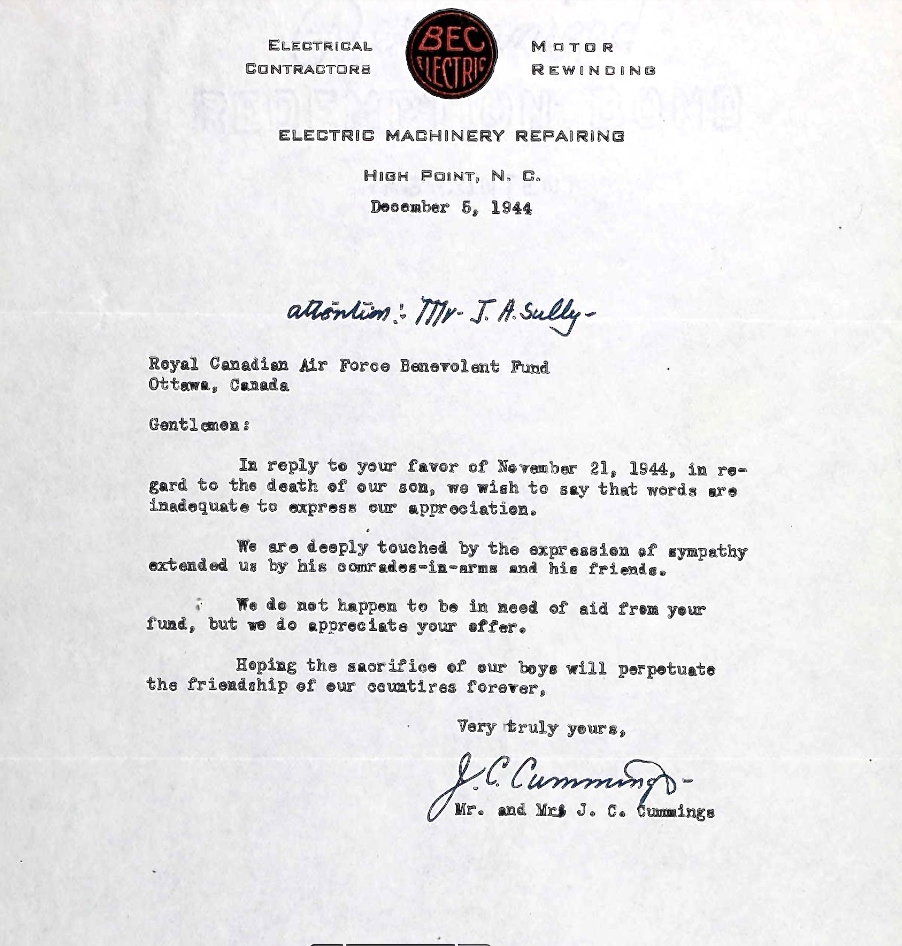 ELECTRICAL CONTRACTORS
BEC ELECTRIC
MOTOR REWINDING
ELECTRIC MACHINERY REPAIRING
HIGH POINT, N. C.
December 5, 1944
attention: Mr- J. A. Sully-
Royal Canadian Air Force Benevolent Fund
Ottawa, Canada
Gentlemen:
In reply to your favor of November 21, 1944, in re-
gard to the death of our son, we wish to say that words are
inadequate to express our appreciation.
We are deeply touched by the expression of sympathy
extended us by his comrades-in-arms and his friends.
We do not happen to be in need of aid from your
fund, but we do appreciate your offer.
Hoping the sacrifice of our boys will perpetuate
the friendship of our countires forever,
Very truly yours,
J. C. Cummings-
Mr. and Mrs J. C. Cummings